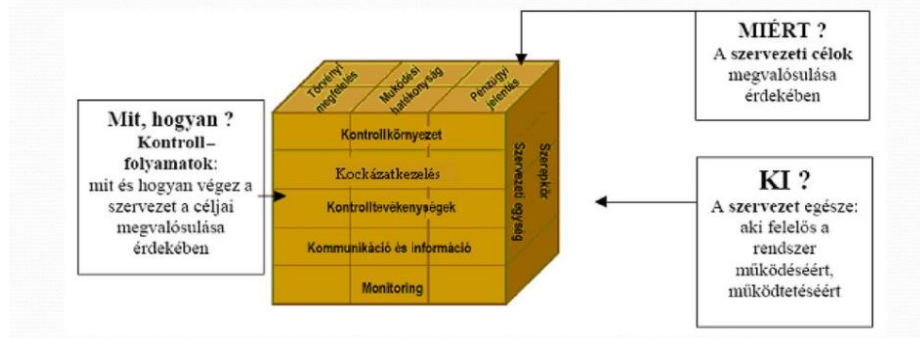 MIÉRT ?
A szervezeti célok
megvalósulása
érdekében
Törvényi
megfelelés
Mukődési
hatékonyság
Pénzügyi
jelentés
Mit, hogyan ?
Kontroll–
folyamatok:
mit és hogyan végez a
szervezet a céljai
megvalósulása
érdekében
Kontrollkörnyezet
Kockázatkezelés
Kontrolltevékenységek
Kommunikáció és információ
Monitoring
Szervezeti egység
Szerepkör
KI ?
A szervezet egésze:
aki felelős a
rendszer
működéséért,
működtetéséért